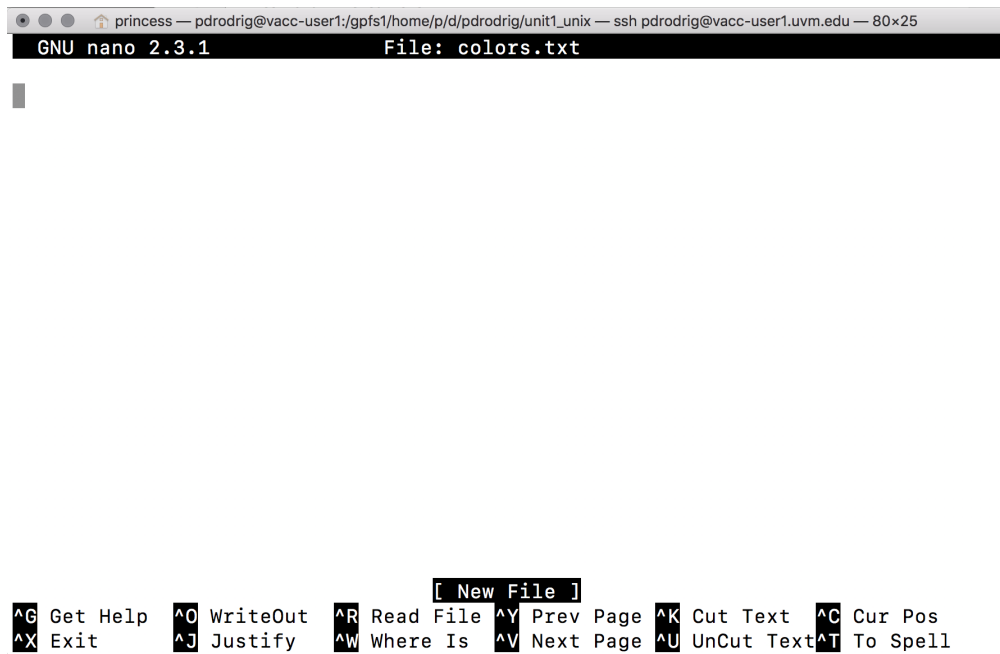 princess — pdrodrig@vacc-user1:/gpfs1/home/p/d/pdrodrig/unit1_unix — ssh pdrodrig@vacc-user1.uvm.edu — 80×25
GNU nano 2.3.1 File: colors.txt
[ New File ]
^G Get Help ^O WriteOut ^R Read File ^Y Prev Page ^K Cut Text ^C Cur Pos
^X Exit ^J Justify ^W Where Is ^V Next Page ^U UnCut Text ^T To Spell